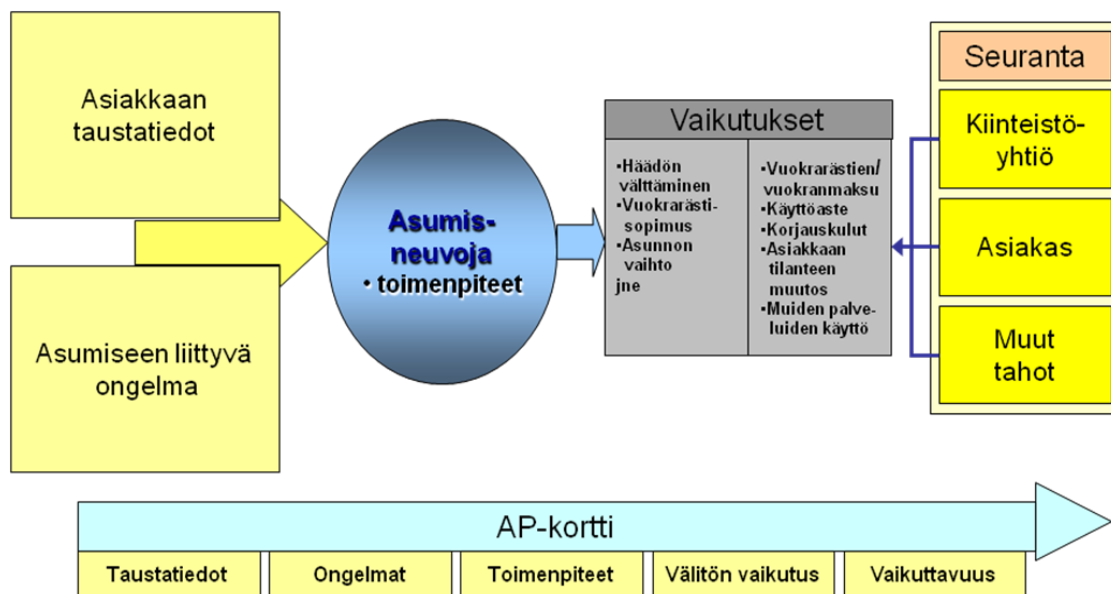 Asiakkaan
taustatiedot
Asumiseen liittyvä
ongelma
Asumis-
neuvoja
• toimenpiteet
Vaikutukset
•Häädön
välttäminen
•Vuokrarästi-
sopimus
•Asunnon
vaihto
jne
•Vuokrarästien/
vuokranmaksu
•Käyttöaste
•Korjauskulut
•Asiakkaan
tilanteen
muutos
•Muiden palve-
luiden käyttö
Seuranta
Kiinteistö-
yhtiö
Asiakas
Muut
tahot
AP-kortti
Taustatiedot
Ongelmat
Toimenpiteet
Välitön vaikutus
Vaikuttavuus